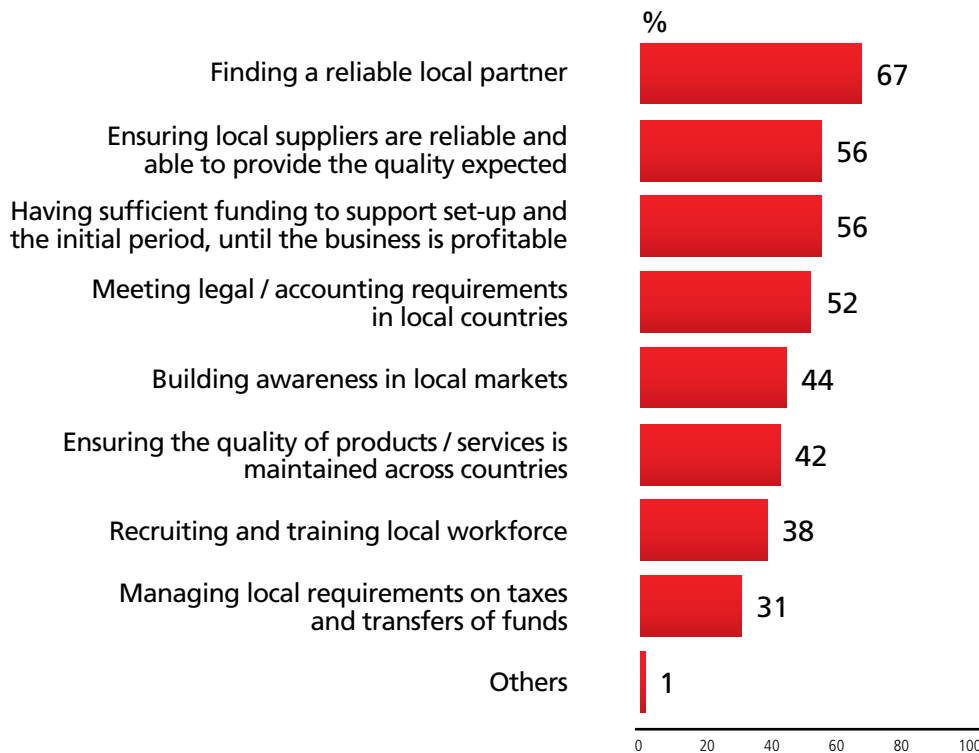 %
Finding a reliable local partner 67
Ensuring local suppliers are reliable and
able to provide the quality expected 56
Having sufficient funding to support set-up and
the initial period, until the business is profitable 56
Meeting legal / accounting requirements
in local countries 52
Building awareness in local markets 44
Ensuring the quality of products / services is
maintained across countries 42
Recruiting and training local workforce 38
Managing local requirements on taxes
and transfers of funds 31
Others 1
0 20 40 60 80 100